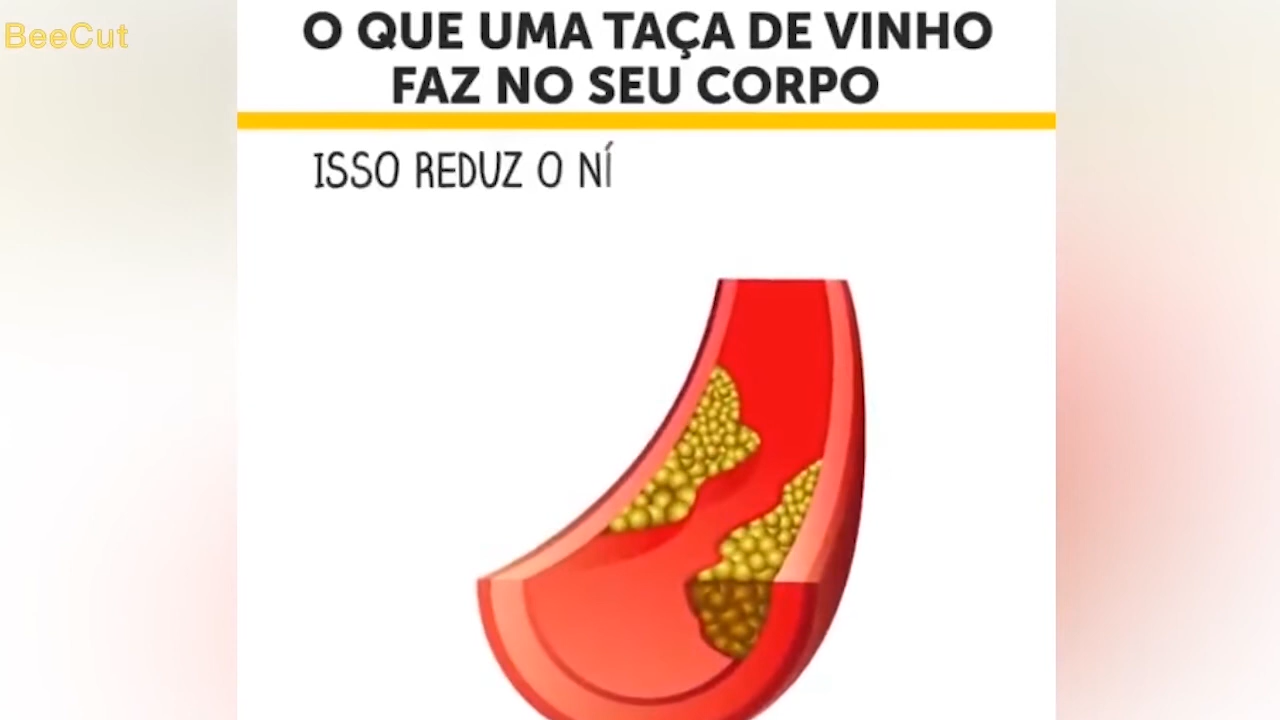 BeeCut
O QUE UMA TAÇA DE VINHO
FAZ NO SEU CORPO
ISSO REDUZ O NÍ